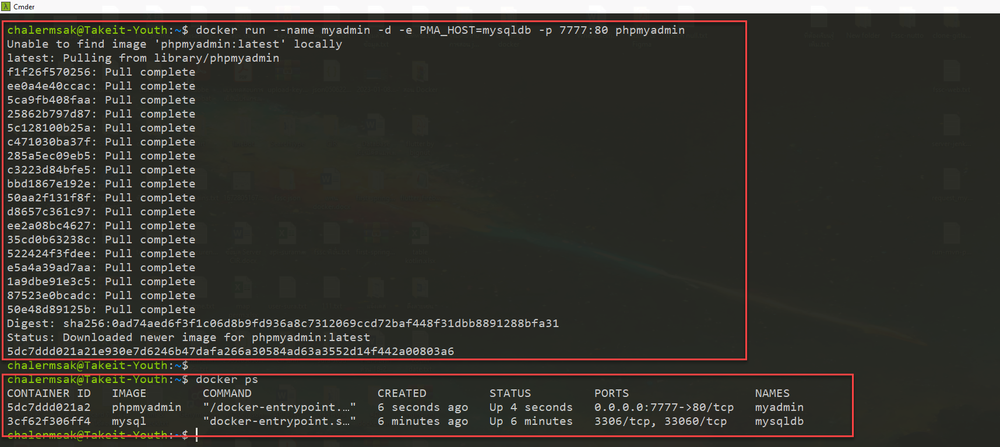 Cmder
chalermsak@Takeit-Youth:~$ docker run --name myadmin -d -e PMA_HOST=mysqldb -p 7777:80 phpmyadmin
Unable to find image 'phpmyadmin:latest' locally
latest: Pulling from library/phpmyadmin
f1f26f570256: Pull complete
ee0a4e40ccac: Pull complete
5ca9fb408faa: Pull complete
25862b797d87: Pull complete
5c128100b25a: Pull complete
c471030ba37f: Pull complete
285a5ec09eb5: Pull complete
c3223d84bfe5: Pull complete
bbd1867e192e: Pull complete
50aa2f131f8f: Pull complete
d8657c361c97: Pull complete
ee2a08bc4627: Pull complete
35cd0b63238c: Pull complete
522424f3fdee: Pull complete
e5a4a39ad7aa: Pull complete
1a9dbe91e3c5: Pull complete
87523e0bcadc: Pull complete
50e48d89125b: Pull complete
Digest: sha256:0ad74aed6f3f1c06d8b9fd936a8c7312069ccd72baf448f31dbb8891288bfa31
Status: Downloaded newer image for phpmyadmin:latest
5dc7ddd021a21e930e7d6246b47dafa266a30584ad63a3552d14f442a00803a6
chalermsak@Takeit-Youth:~$
chalermsak@Takeit-Youth:~$ docker ps
CONTAINER ID   IMAGE        COMMAND                  CREATED         STATUS         PORTS                  NAMES
5dc7ddd021a2   phpmyadmin   "/docker-entrypoint.…"   6 seconds ago   Up 4 seconds   0.0.0.0:7777->80/tcp   myadmin
3cf62f306ff4   mysql        "docker-entrypoint.s…"   6 minutes ago   Up 6 minutes   3306/tcp, 33060/tcp    mysqldb
chalermsak@Takeit-Youth:~$